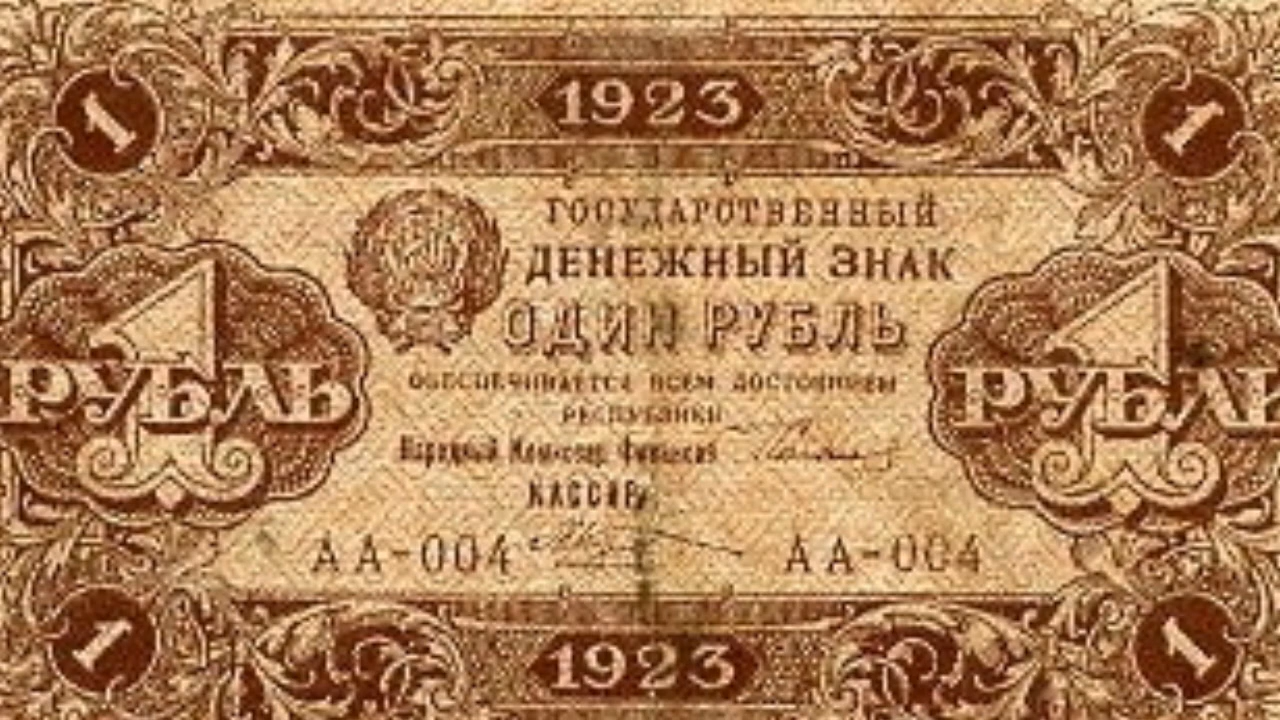 1 1923 1
ГОСУДАРСТВЕННЫЙ
ДЕНЕЖНЫЙ ЗНАК
ОДИН РУБЛЬ
ОБЕСПЕЧИВАЕТСЯ ВСЕМ ДОСТОЯНИЕМ
РЕСПУБЛИКИ
1 РУБЛЬ 1 РУБЛЬ
Народный Комиссар Финансов
КАССИР
АА-004 АА-004
1 1923 1